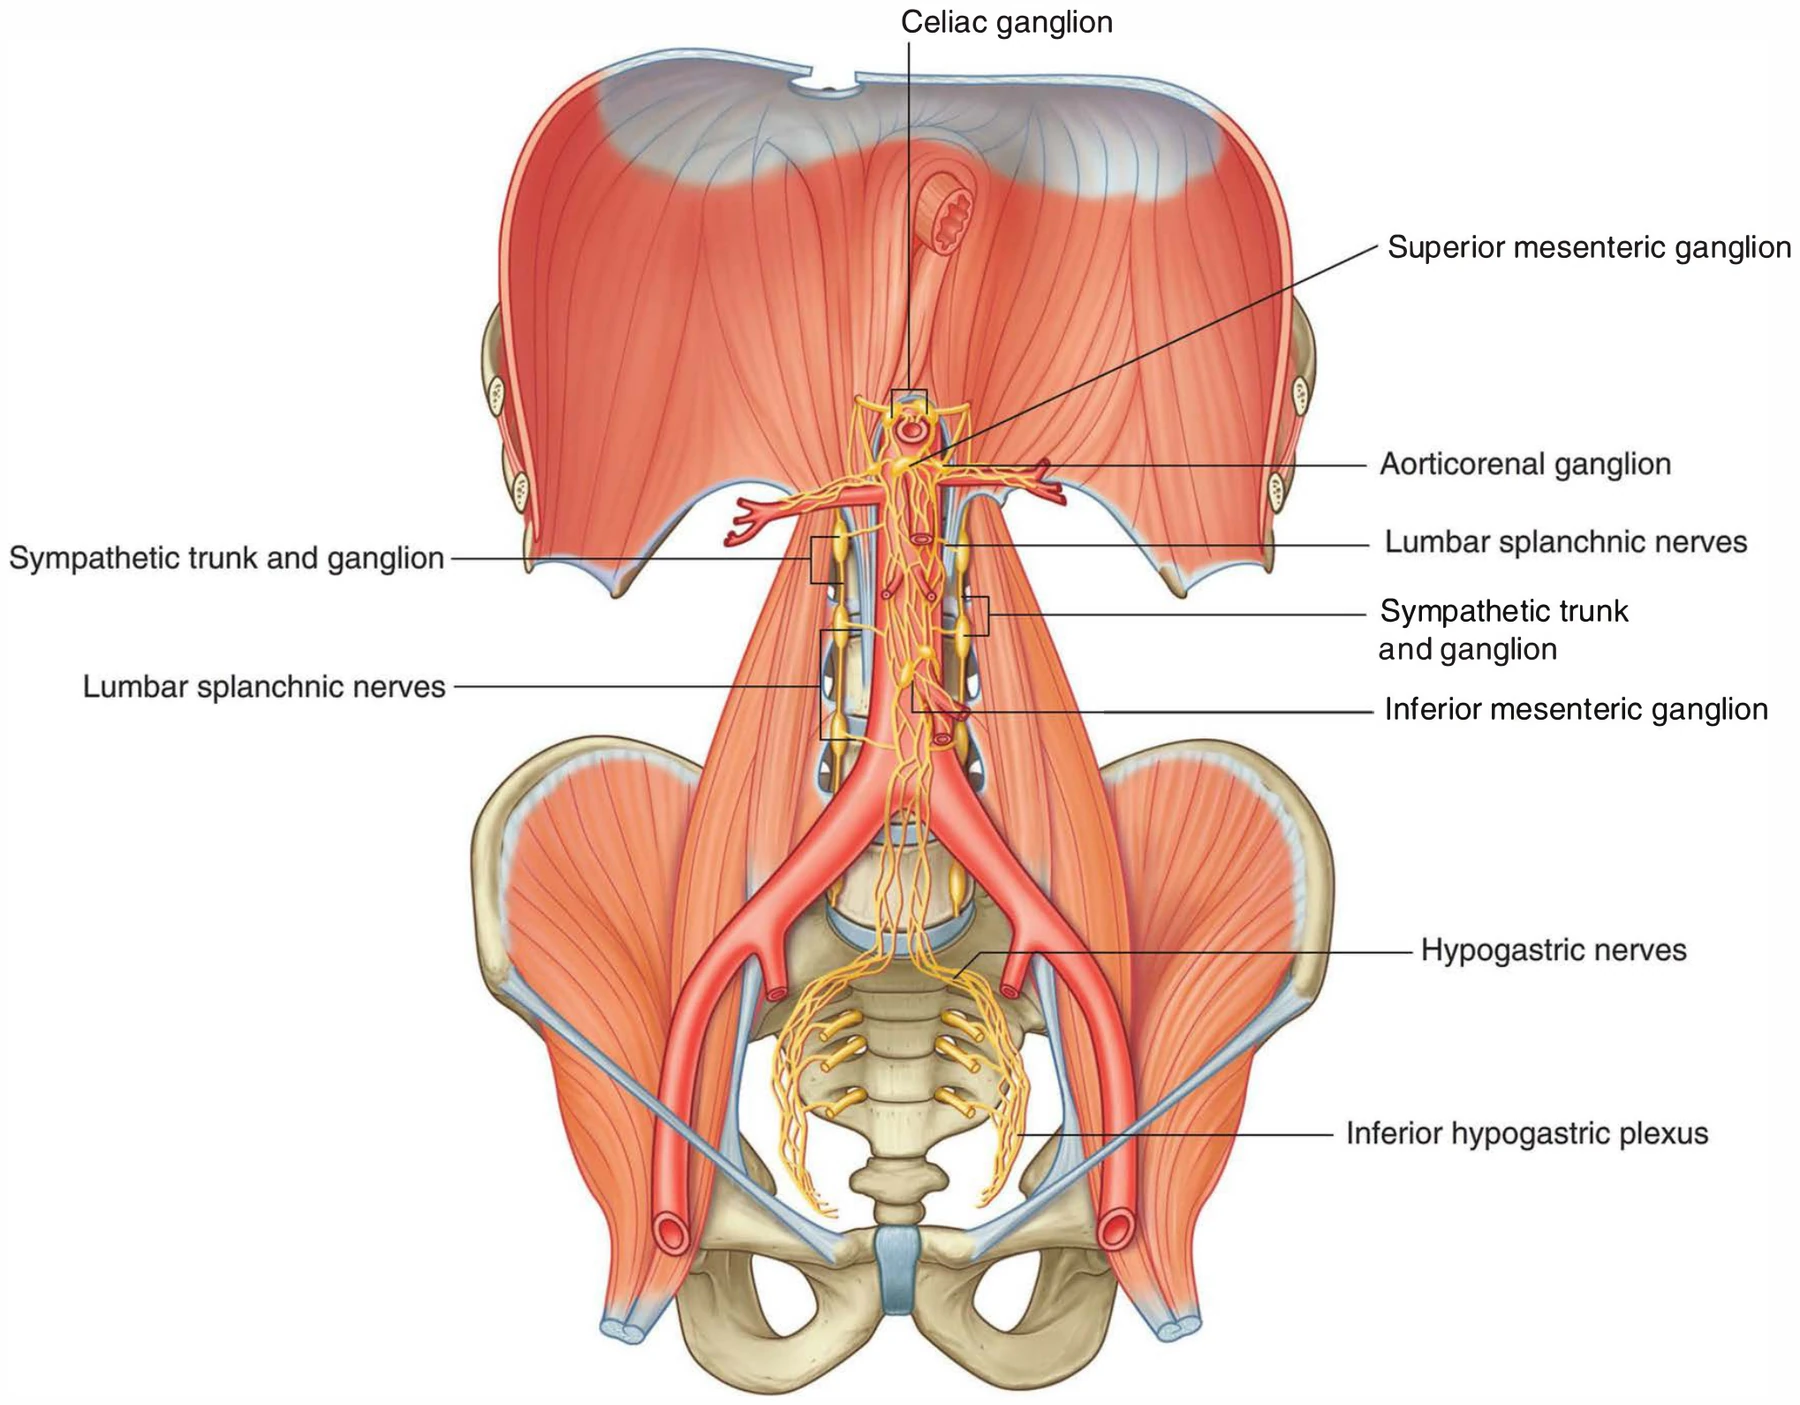 Celiac ganglion
Superior mesenteric ganglion
Aorticorenal ganglion
Lumbar splanchnic nerves
Sympathetic trunk and ganglion
Sympathetic trunk
and ganglion
Lumbar splanchnic nerves
Inferior mesenteric ganglion
Hypogastric nerves
Inferior hypogastric plexus